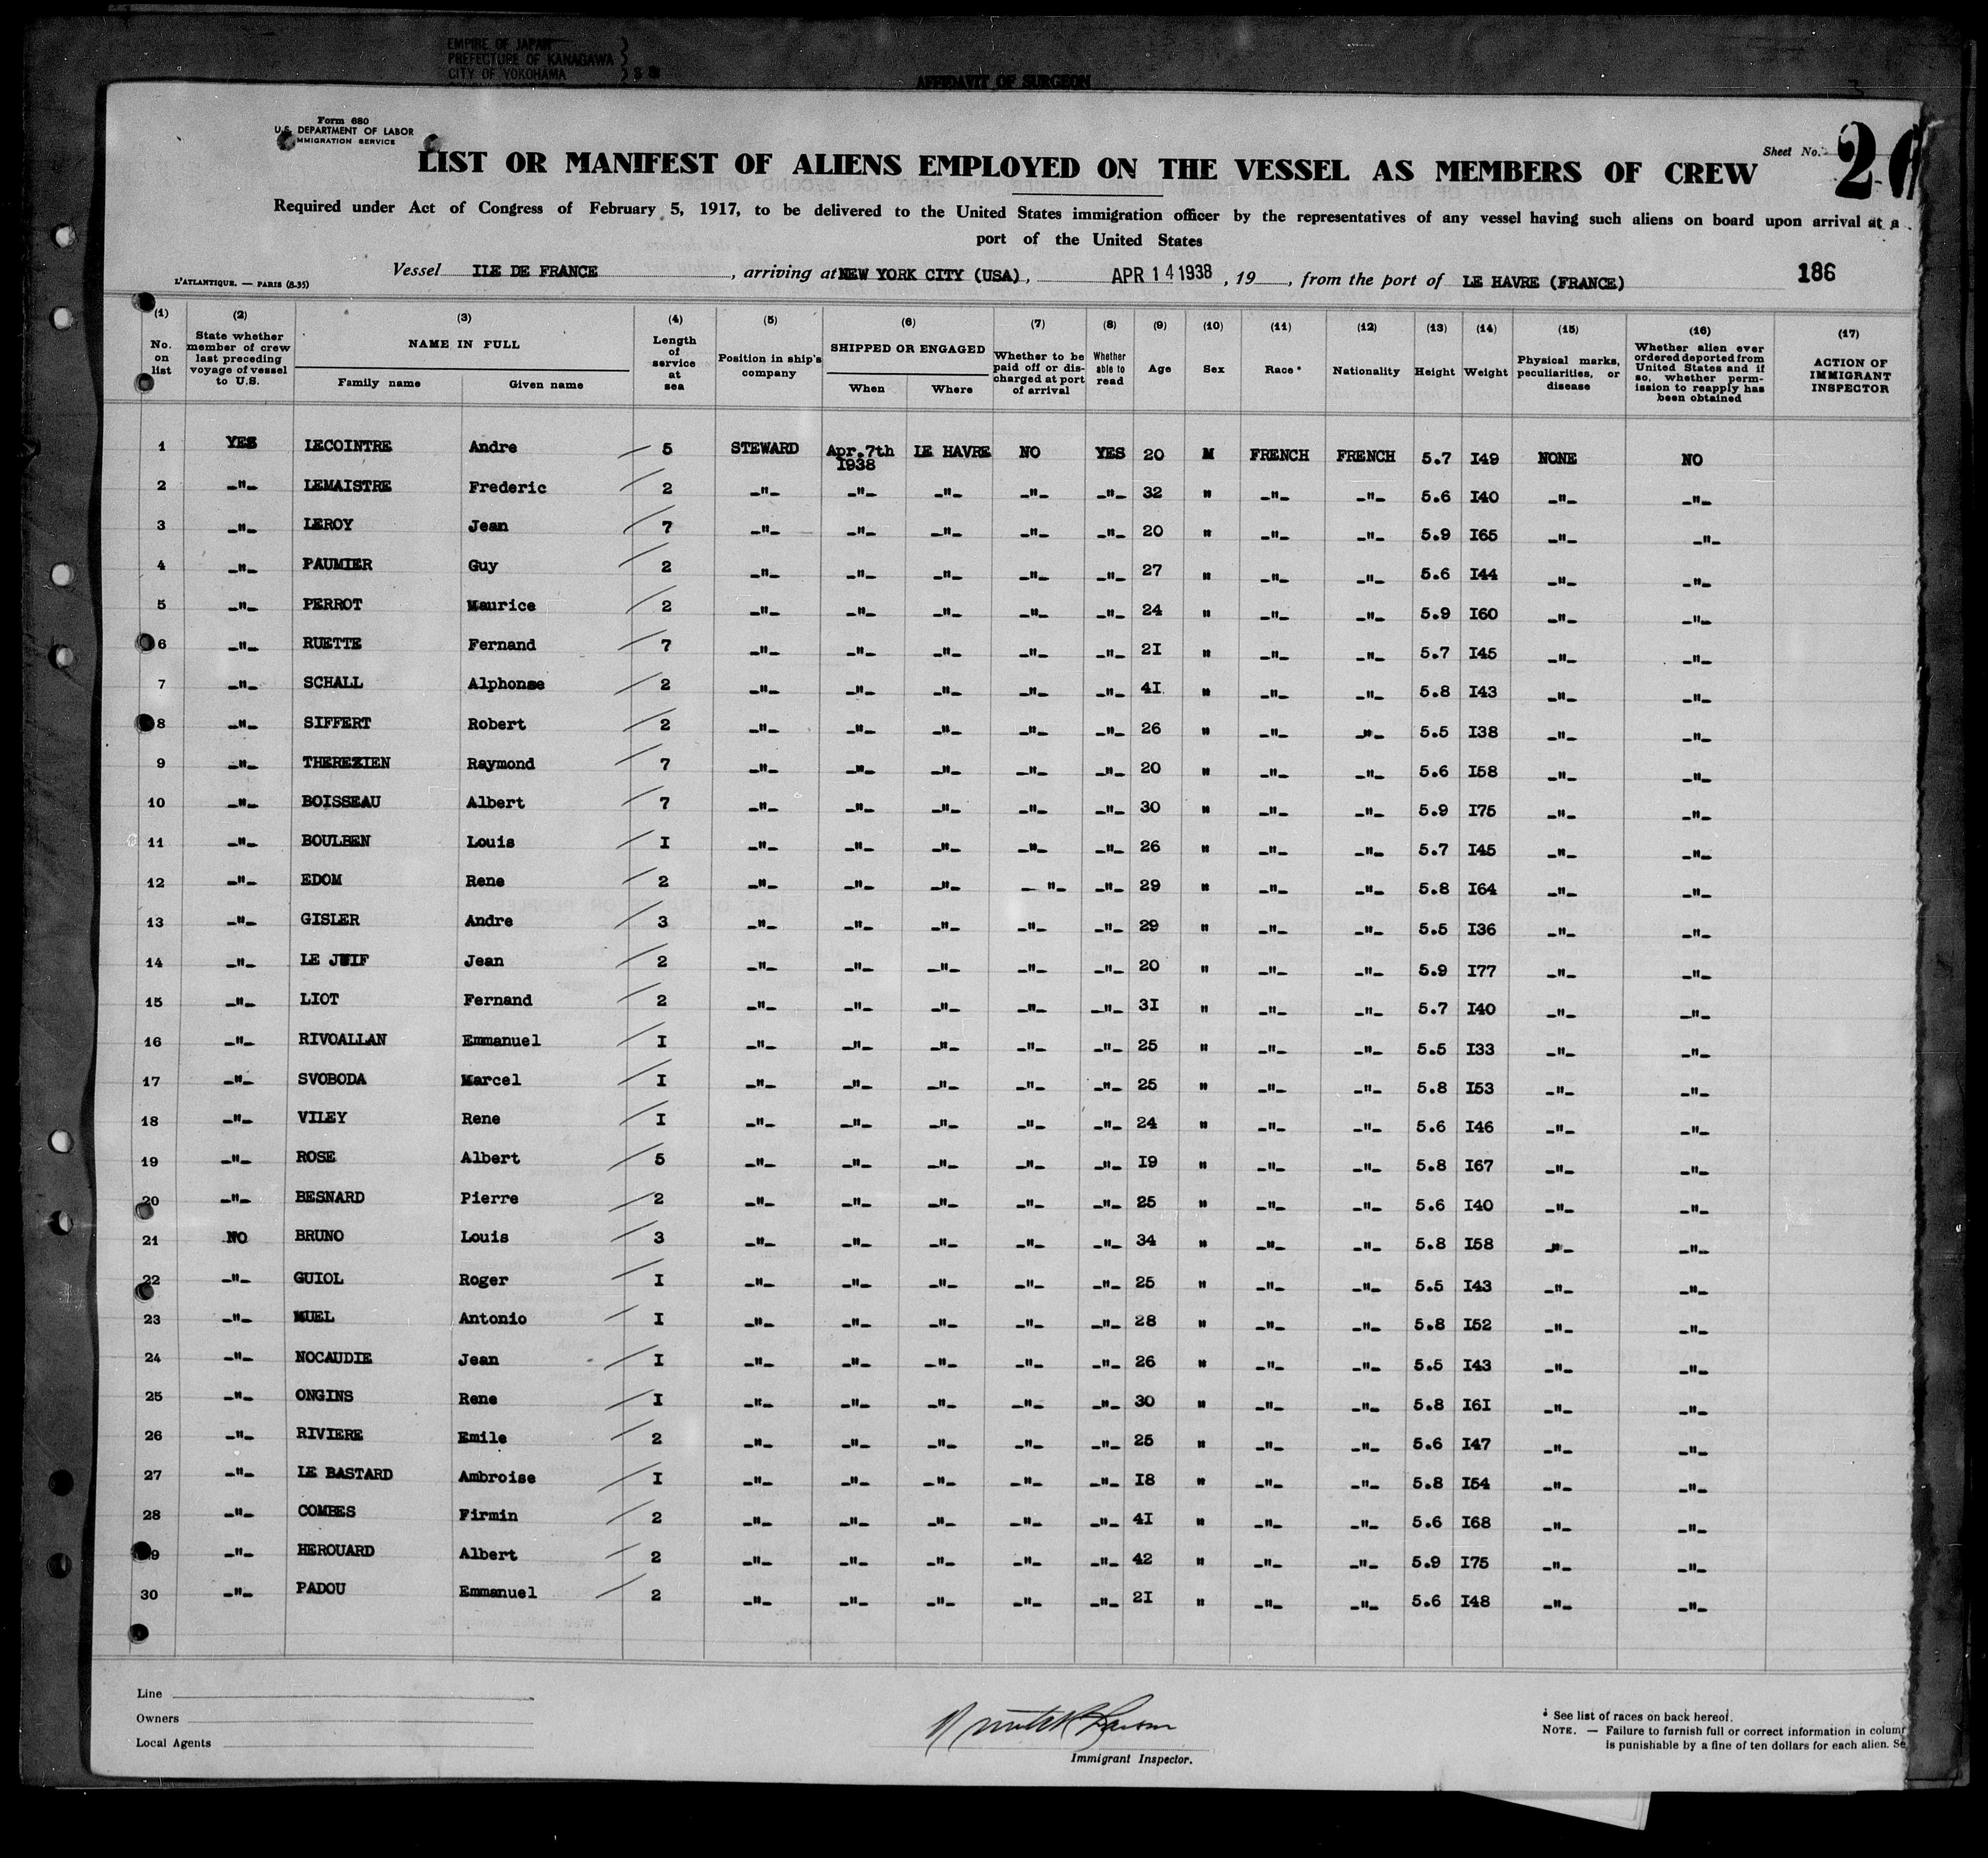 EMPIRE OF JAPAN
PREFECTURE OF KANAGAWA
CITY OF YOKOHAMA
AFFIDAVIT OF SURGEON
Form 680
U.S. DEPARTMENT OF LABOR
IMMIGRATION SERVICE
Sheet No.
LIST OR MANIFEST OF ALIENS EMPLOYED ON THE VESSEL AS MEMBERS OF CREW
Required under Act of Congress of February 5, 1917, to be delivered to the United States immigration officer by the representatives of any vessel having such aliens on board upon arrival at a
port of the United States
Vessel ILE DE FRANCE, arriving at NEW YORK CITY (USA), APR 14 1938, 19, from the port of LE HAVRE (FRANCE) 186
L'ATLANTIQUE. — PARIS (8-35)
(1) No. on list (2) State whether member of crew last preceding voyage of vessel to U.S. (3) NAME IN FULL Family name Given name (4) Length of service at sea (5) Position in ship's company (6) SHIPPED OR ENGAGED When Where (7) Whether to be paid off or discharged at port of arrival (8) Whether able to read (9) Age (10) Sex (11) Race * (12) Nationality (13) Height (14) Weight (15) Physical marks, peculiarities, or disease (16) Whether alien ever ordered deported from United States and if so, whether permission to reapply has been obtained (17) ACTION OF IMMIGRANT INSPECTOR
1 YES LECOINTRE Andre 5 STEWARD Apr.7th 1938 LE HAVRE NO YES 20 M FRENCH FRENCH 5.7 I49 NONE NO
2 -"- LEMAISTRE Frederic 2 -"- -"- -"- -"- -"- 32 " -"- -"- 5.6 I40 -"- -"-
3 -"- LEROY Jean 7 -"- -"- -"- -"- -"- 20 " -"- -"- 5.9 I65 -"- -"-
4 -"- PAUMIER Guy 2 -"- -"- -"- -"- -"- 27 " -"- -"- 5.6 I44 -"- -"-
5 -"- PERROT Maurice 2 -"- -"- -"- -"- -"- 24 " -"- -"- 5.9 I60 -"- -"-
6 -"- RUETTE Fernand 7 -"- -"- -"- -"- -"- 2I " -"- -"- 5.7 I45 -"- -"-
7 -"- SCHALL Alphonse 2 -"- -"- -"- -"- -"- 4I " -"- -"- 5.8 I43 -"- -"-
8 -"- SIFFERT Robert 2 -"- -"- -"- -"- -"- 26 " -"- -"- 5.5 I38 -"- -"-
9 -"- THEREZIEN Raymond 7 -"- -"- -"- -"- -"- 20 " -"- -"- 5.6 I58 -"- -"-
10 -"- BOISSEAU Albert 7 -"- -"- -"- -"- -"- 30 " -"- -"- 5.9 I75 -"- -"-
11 -"- BOULBEN Louis I -"- -"- -"- -"- -"- 26 " -"- -"- 5.7 I45 -"- -"-
12 -"- EDOM Rene 2 -"- -"- -"- -"- -"- 29 " -"- -"- 5.8 I64 -"- -"-
13 -"- GISLER Andre 3 -"- -"- -"- -"- -"- 29 " -"- -"- 5.5 I36 -"- -"-
14 -"- LE JUIF Jean 2 -"- -"- -"- -"- -"- 20 " -"- -"- 5.9 I77 -"- -"-
15 -"- LIOT Fernand 2 -"- -"- -"- -"- -"- 3I " -"- -"- 5.7 I40 -"- -"-
16 -"- RIVOALLAN Emmanuel I -"- -"- -"- -"- -"- 25 " -"- -"- 5.5 I33 -"- -"-
17 -"- SVOBODA Marcel I -"- -"- -"- -"- -"- 25 " -"- -"- 5.8 I53 -"- -"-
18 -"- VILEY Rene I -"- -"- -"- -"- -"- 24 " -"- -"- 5.6 I46 -"- -"-
19 -"- ROSE Albert 5 -"- -"- -"- -"- -"- I9 " -"- -"- 5.8 I67 -"- -"-
20 -"- BESNARD Pierre 2 -"- -"- -"- -"- -"- 25 " -"- -"- 5.6 I40 -"- -"-
21 NO BRUNO Louis 3 -"- -"- -"- -"- -"- 34 " -"- -"- 5.8 I58 -"- -"-
22 -"- GUIOL Roger I -"- -"- -"- -"- -"- 25 " -"- -"- 5.5 I43 -"- -"-
23 -"- MUEL Antonio I -"- -"- -"- -"- -"- 28 " -"- -"- 5.8 I52 -"- -"-
24 -"- NOCAUDIE Jean I -"- -"- -"- -"- -"- 26 " -"- -"- 5.5 I43 -"- -"-
25 -"- ONGINS Rene I -"- -"- -"- -"- -"- 30 " -"- -"- 5.8 I6I -"- -"-
26 -"- RIVIERE Emile 2 -"- -"- -"- -"- -"- 25 " -"- -"- 5.6 I47 -"- -"-
27 -"- LE BASTARD Ambroise I -"- -"- -"- -"- -"- I8 " -"- -"- 5.8 I54 -"- -"-
28 -"- COMBES Firmin 2 -"- -"- -"- -"- -"- 4I " -"- -"- 5.6 I68 -"- -"-
29 -"- HEROUARD Albert 2 -"- -"- -"- -"- -"- 42 " -"- -"- 5.9 I75 -"- -"-
30 -"- PADOU Emmanuel 2 -"- -"- -"- -"- -"- 2I " -"- -"- 5.6 I48 -"- -"-
Line
Owners
Local Agents
Immigrant Inspector.
* See list of races on back hereof.
NOTE. — Failure to furnish full or correct information in colum
is punishable by a fine of ten dollars for each alien. Se